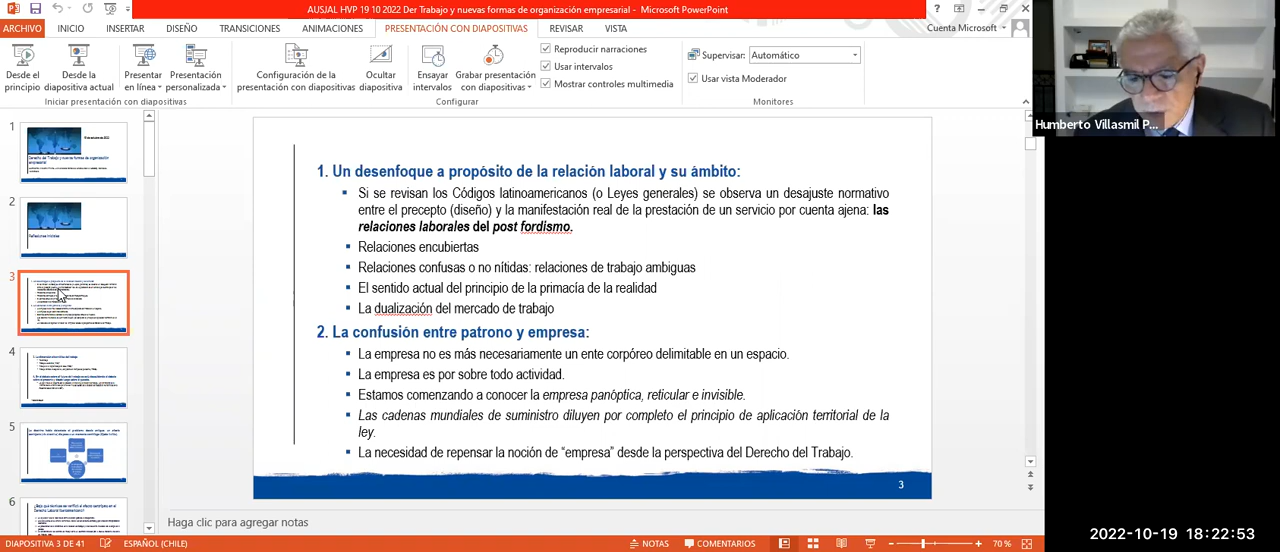 AUSJAL HVP 19 10 2022 Der Trabajo y nuevas formas de organización empresarial - Microsoft PowerPoint
ARCHIVO INICIO INSERTAR DISEÑO TRANSICIONES ANIMACIONES PRESENTACIÓN CON DIAPOSITIVAS REVISAR VISTA Cuenta Microsoft
Desde el principio
Desde la diapositiva actual
Presentar en línea
Presentación personalizada
Iniciar presentación con diapositivas
Configuración de la presentación con diapositivas
Ocultar diapositiva
Ensayar intervalos
Grabar presentación con diapositivas
Reproducir narraciones
Usar intervalos
Mostrar controles multimedia
Configurar
Supervisar: Automático
Usar vista Moderador
Monitores
Humberto Villasmil P...
1
2
3
4
5
6
1. Un desenfoque a propósito de la relación laboral y su ámbito:
Si se revisan los Códigos latinoamericanos (o Leyes generales) se observa un desajuste normativo
entre el precepto (diseño) y la manifestación real de la prestación de un servicio por cuenta ajena: las
relaciones laborales del post fordismo.
Relaciones encubiertas
Relaciones confusas o no nítidas: relaciones de trabajo ambiguas
El sentido actual del principio de la primacía de la realidad
La dualización del mercado de trabajo
2. La confusión entre patrono y empresa:
La empresa no es más necesariamente un ente corpóreo delimitable en un espacio.
La empresa es por sobre todo actividad.
Estamos comenzando a conocer la empresa panóptica, reticular e invisible.
Las cadenas mundiales de suministro diluyen por completo el principio de aplicación territorial de la
ley.
La necesidad de repensar la noción de “empresa” desde la perspectiva del Derecho del Trabajo.
3
Haga clic para agregar notas
DIAPOSITIVA 3 DE 41 ESPAÑOL (CHILE) NOTAS COMENTARIOS 70 %
2022-10-19 18:22:53